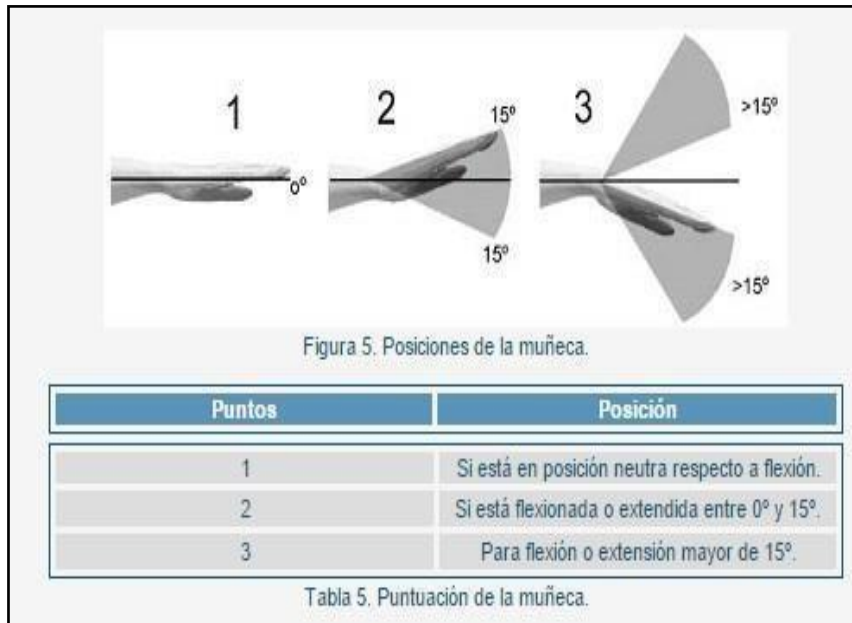 1
2
3
0º
15º
15º
>15º
>15º
Figura 5. Posiciones de la muñeca.
Puntos Posición
1 Si está en posición neutra respecto a flexión.
2 Si está flexionada o extendida entre 0º y 15º.
3 Para flexión o extensión mayor de 15º.
Tabla 5. Puntuación de la muñeca.